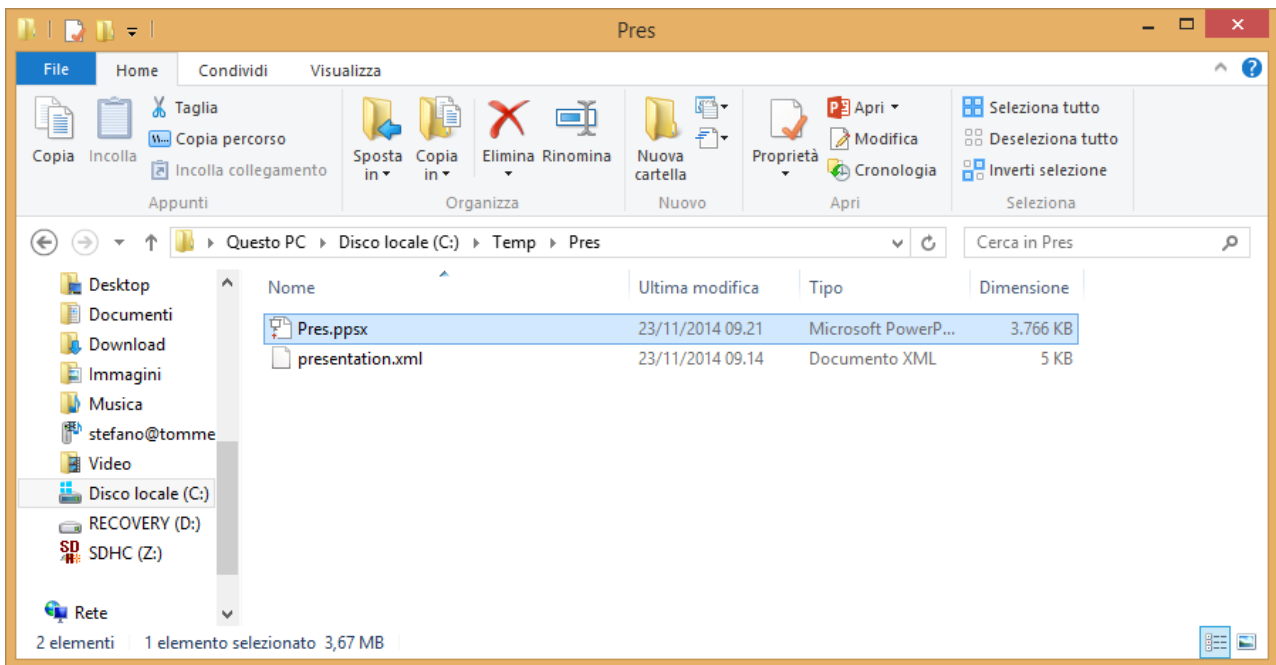 Pres
File Home Condividi Visualizza
Copia
Incolla
Taglia
Copia percorso
Incolla collegamento
Appunti
Sposta in
Copia in
Elimina
Rinomina
Organizza
Nuova cartella
Nuovo
Proprietà
Apri
Modifica
Cronologia
Apri
Seleziona tutto
Deseleziona tutto
Inverti selezione
Seleziona
Questo PC Disco locale (C:) Temp Pres
Cerca in Pres
Desktop
Documenti
Download
Immagini
Musica
stefano@tomme
Video
Disco locale (C:)
RECOVERY (D:)
SDHC (Z:)
Rete
Nome Ultima modifica Tipo Dimensione
Pres.ppsx 23/11/2014 09.21 Microsoft PowerP... 3.766 KB
presentation.xml 23/11/2014 09.14 Documento XML 5 KB
2 elementi 1 elemento selezionato 3,67 MB